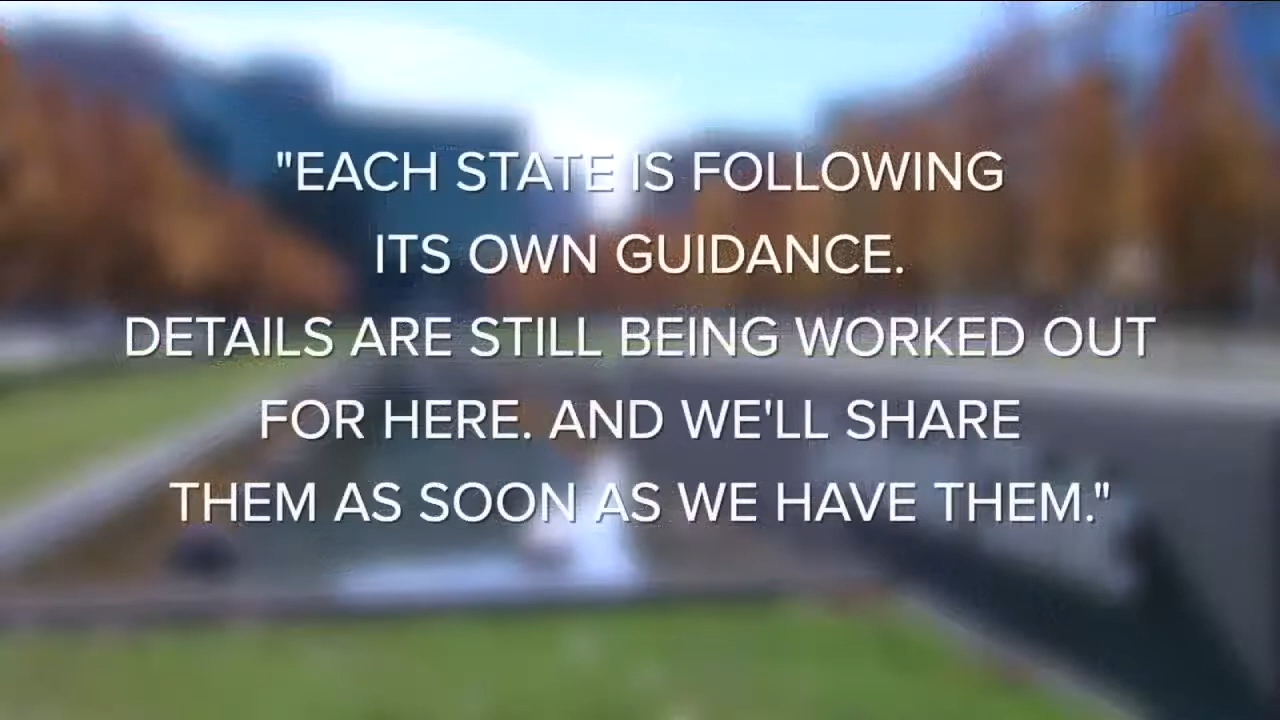 "EACH STATE IS FOLLOWING
ITS OWN GUIDANCE.
DETAILS ARE STILL BEING WORKED OUT
FOR HERE. AND WE'LL SHARE
THEM AS SOON AS WE HAVE THEM."